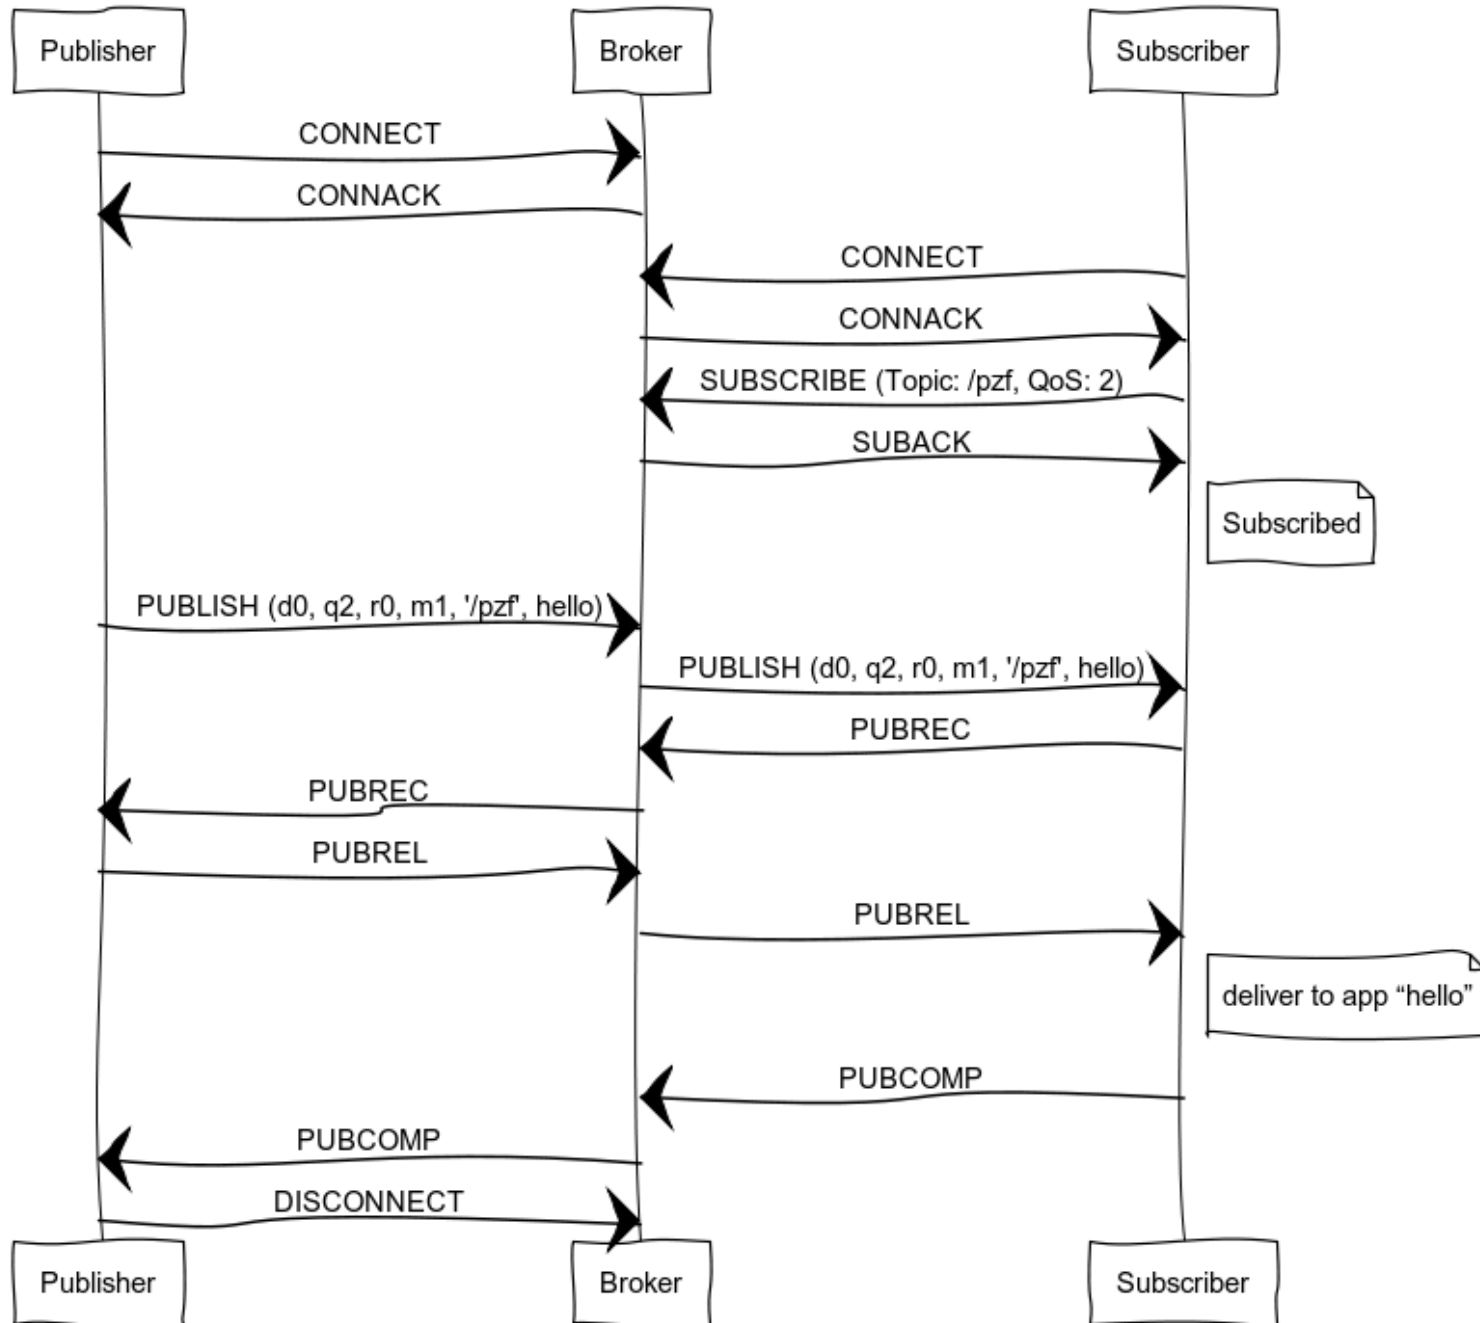 Publisher
Broker
Subscriber
CONNECT
CONNACK
CONNECT
CONNACK
SUBSCRIBE (Topic: /pzf, QoS: 2)
SUBACK
Subscribed
PUBLISH (d0, q2, r0, m1, '/pzf', hello)
PUBLISH (d0, q2, r0, m1, '/pzf', hello)
PUBREC
PUBREC
PUBREL
PUBREL
deliver to app “hello”
PUBCOMP
PUBCOMP
DISCONNECT
Publisher
Broker
Subscriber